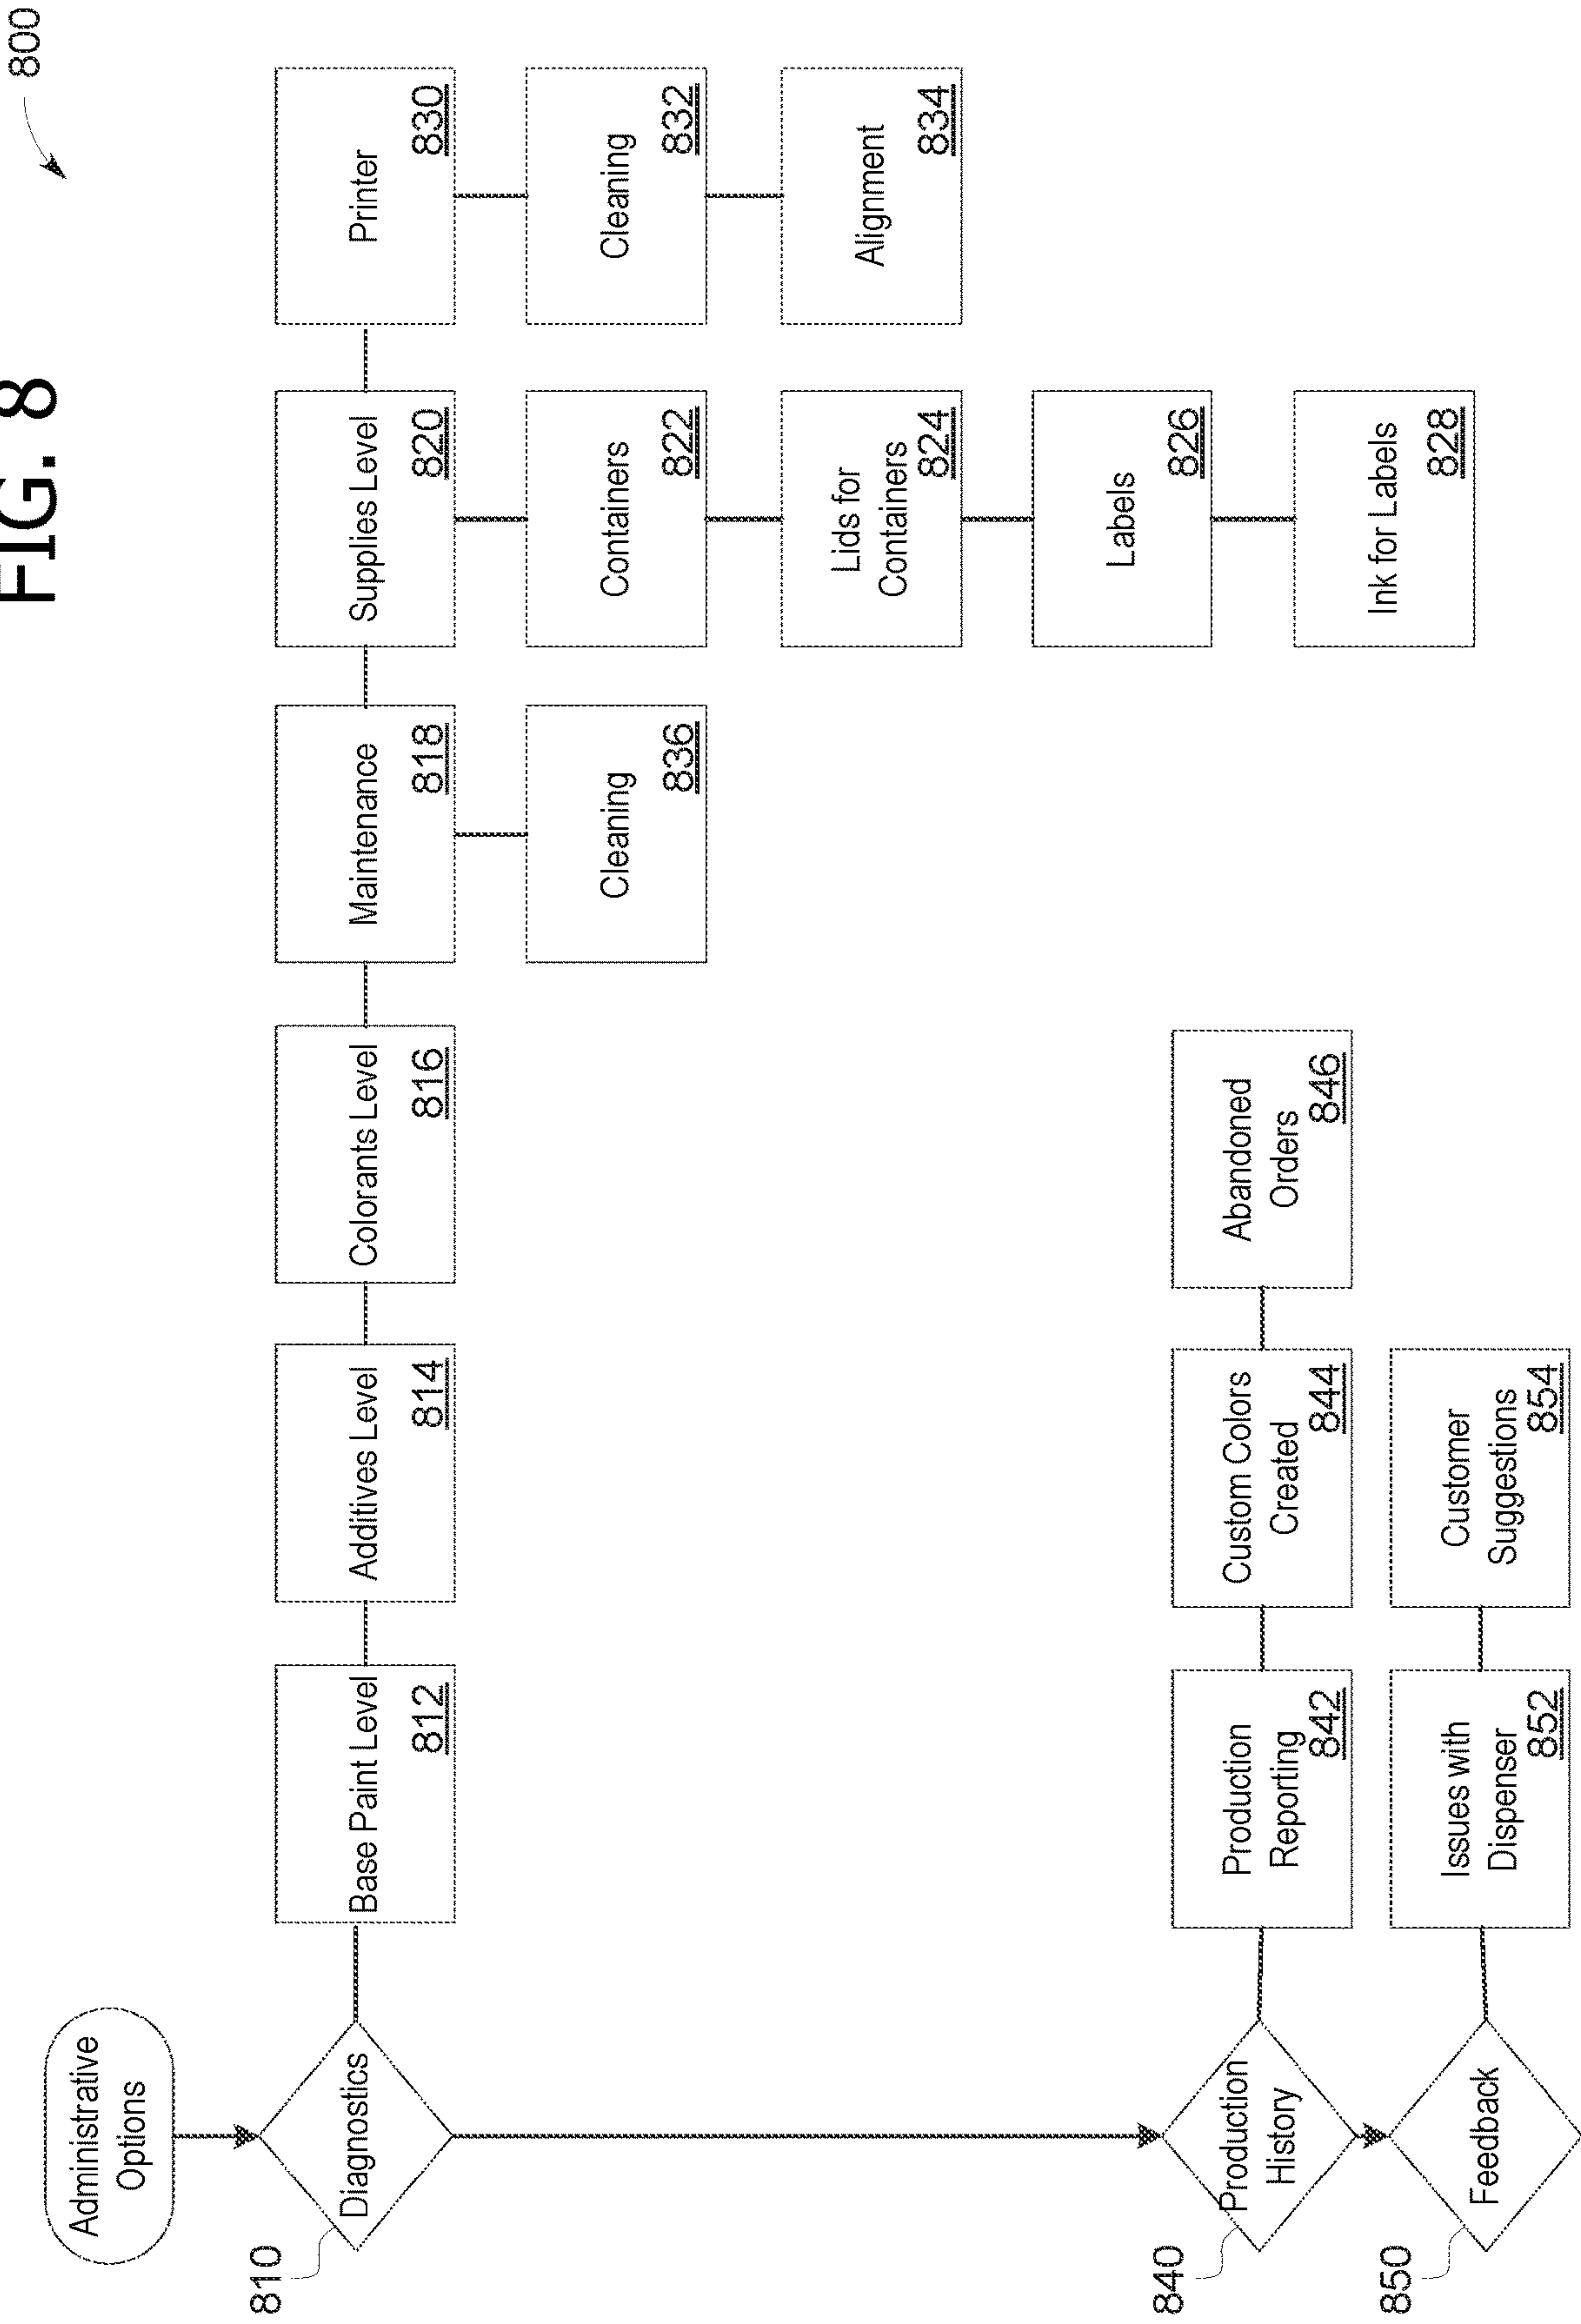 FIG. 8
800
Administrative
Options
810
Diagnostics
Base Paint Level
812
Additives Level
814
Colorants Level
816
Maintenance
818
Supplies Level
820
Printer
830
Cleaning
836
Containers
822
Cleaning
832
Lids for
Containers
824
Alignment
834
Labels
826
Ink for Labels
828
840
Production
History
Production
Reporting
842
Custom Colors
Created
844
Abandoned
Orders
846
850
Feedback
Issues with
Dispenser
852
Customer
Suggestions
854